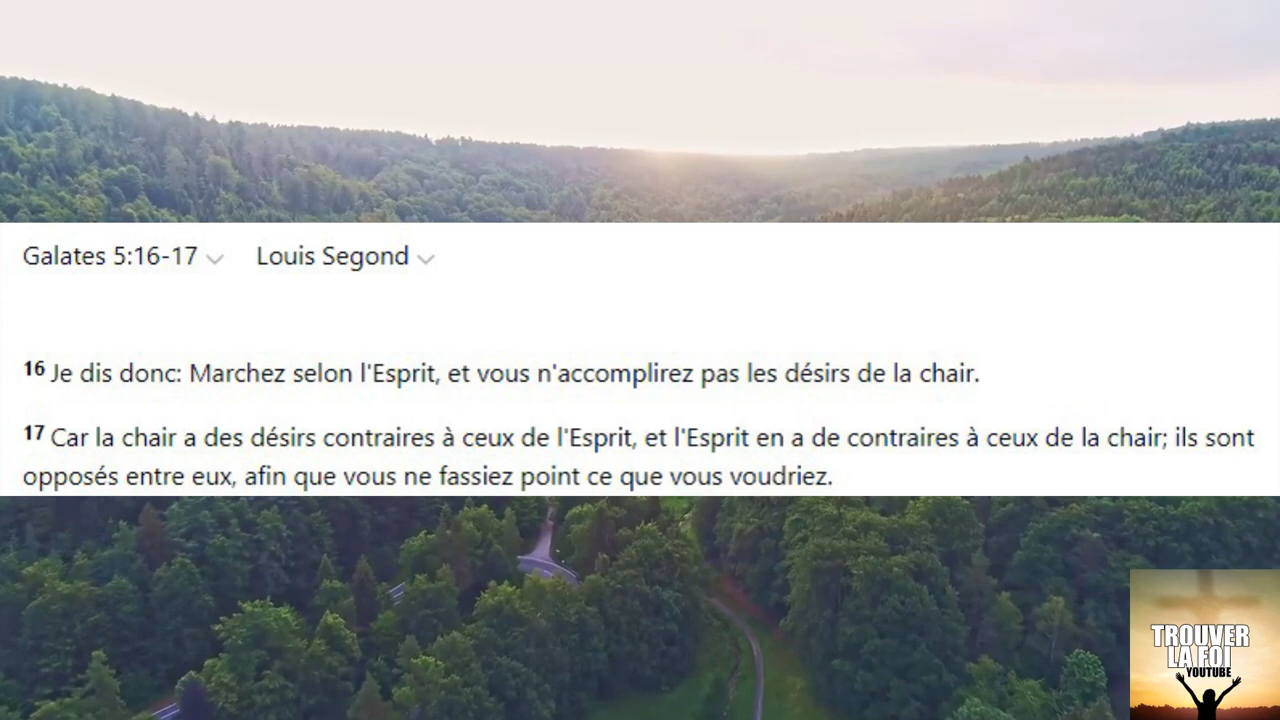 Galates 5:16-17 Louis Segond
16 Je dis donc: Marchez selon l'Esprit, et vous n'accomplirez pas les désirs de la chair.
17 Car la chair a des désirs contraires à ceux de l'Esprit, et l'Esprit en a de contraires à ceux de la chair; ils sont
opposés entre eux, afin que vous ne fassiez point ce que vous voudriez.
TROUVER
LA FOI
YOUTUBE